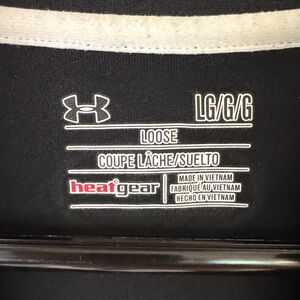 LG/G/G
LOOSE
COUPE LÂCHE/SUELTO
heatgear
MADE IN VIETNAM
FABRIQUÉ AU VIETNAM
HECHO EN VIETNAM